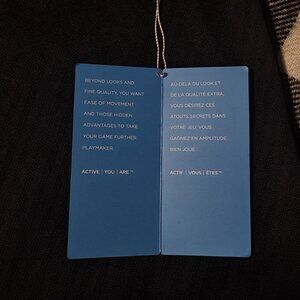 BEYOND LOOKS AND
FINE QUALITY, YOU WANT
EASE OF MOVEMENT
AND THOSE HIDDEN
ADVANTAGES TO TAKE
YOUR GAME FURTHER.
PLAYMAKER.
ACTIVE | YOU | ARE™
AU-DELÀ DU LOOK ET
DE LA QUALITÉ EXTRA,
VOUS DÉSIREZ CES
ATOUTS SECRETS DANS
VOTRE JEU. VOUS
GAGNEZ EN AMPLITUDE.
BIEN JOUÉ.
ACTIF | VOUS | ÊTES™